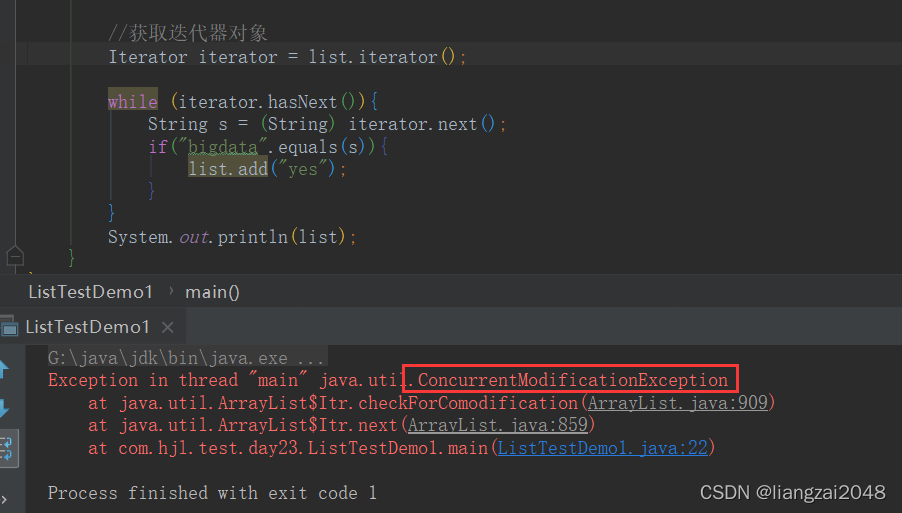 //获取迭代器对象
Iterator iterator = list.iterator();
while (iterator.hasNext()){
String s = (String) iterator.next();
if("bigdata".equals(s)){
list.add("yes");
}
}
System.out.println(list);
}
ListTestDemo1 › main()
ListTestDemo1 ×
G:\java\jdk\bin\java.exe ...
Exception in thread "main" java.util.ConcurrentModificationException
at java.util.ArrayList$Itr.checkForComodification(ArrayList.java:909)
at java.util.ArrayList$Itr.next(ArrayList.java:859)
at com.hjl.test.day23.ListTestDemo1.main(ListTestDemo1.java:22)
Process finished with exit code 1
CSDN @liangzai2048